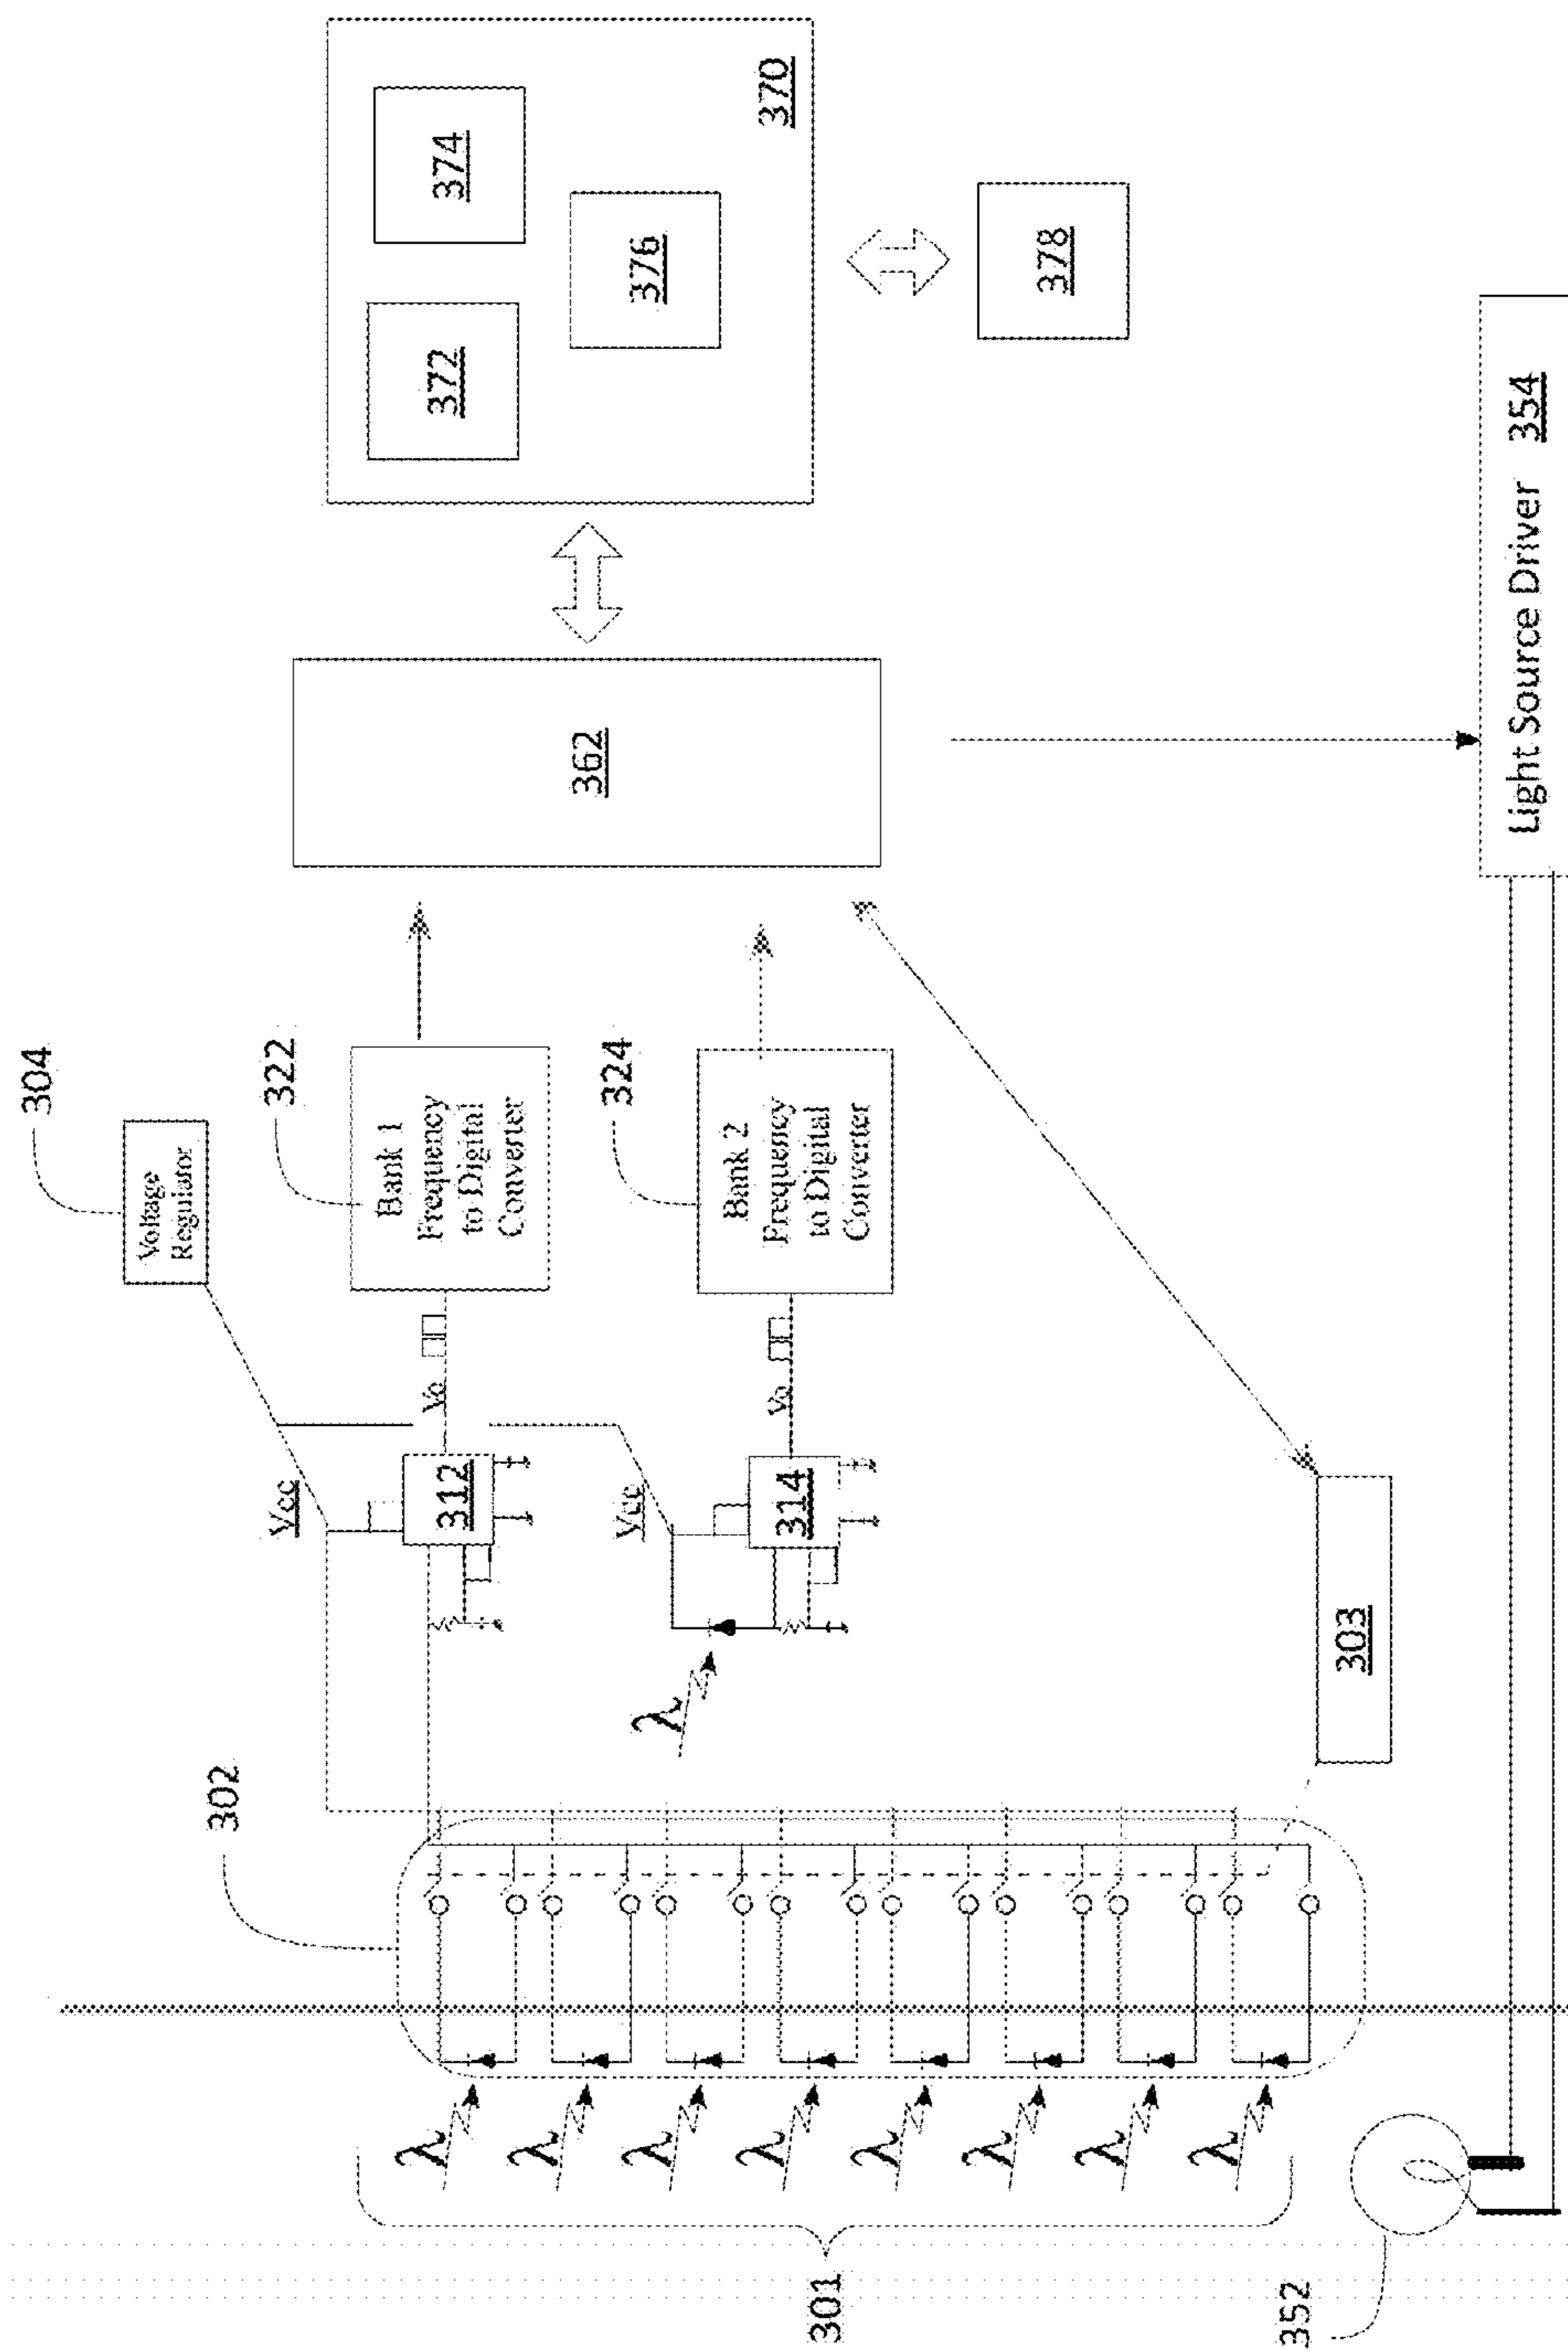 304
Voltage
Regulator
302
Vcc
312
Vo
322
Bank 1
Frequency
to Digital
Converter
Vcc
314
Vo
324
Bank 2
Frequency
to Digital
Converter
λ
362
372
374
376
370
378
301
λ
λ
λ
λ
λ
λ
λ
λ
303
352
Light Source Driver 354